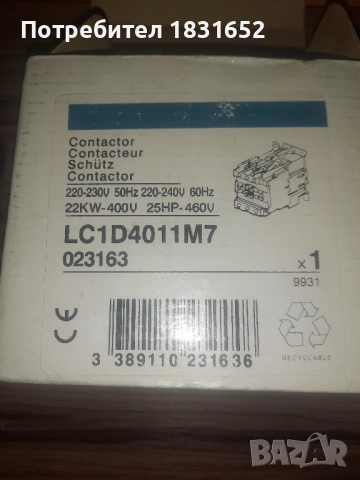 Потребител 1831652
Contactor
Contacteur
Schütz
Contactor
220-230V 50Hz 220-240V 60Hz
22KW-400V 25HP-460V
LC1D4011M7
023163
x1
9931
CE
RECYCLABLE
3 389110 231636
BAZAR